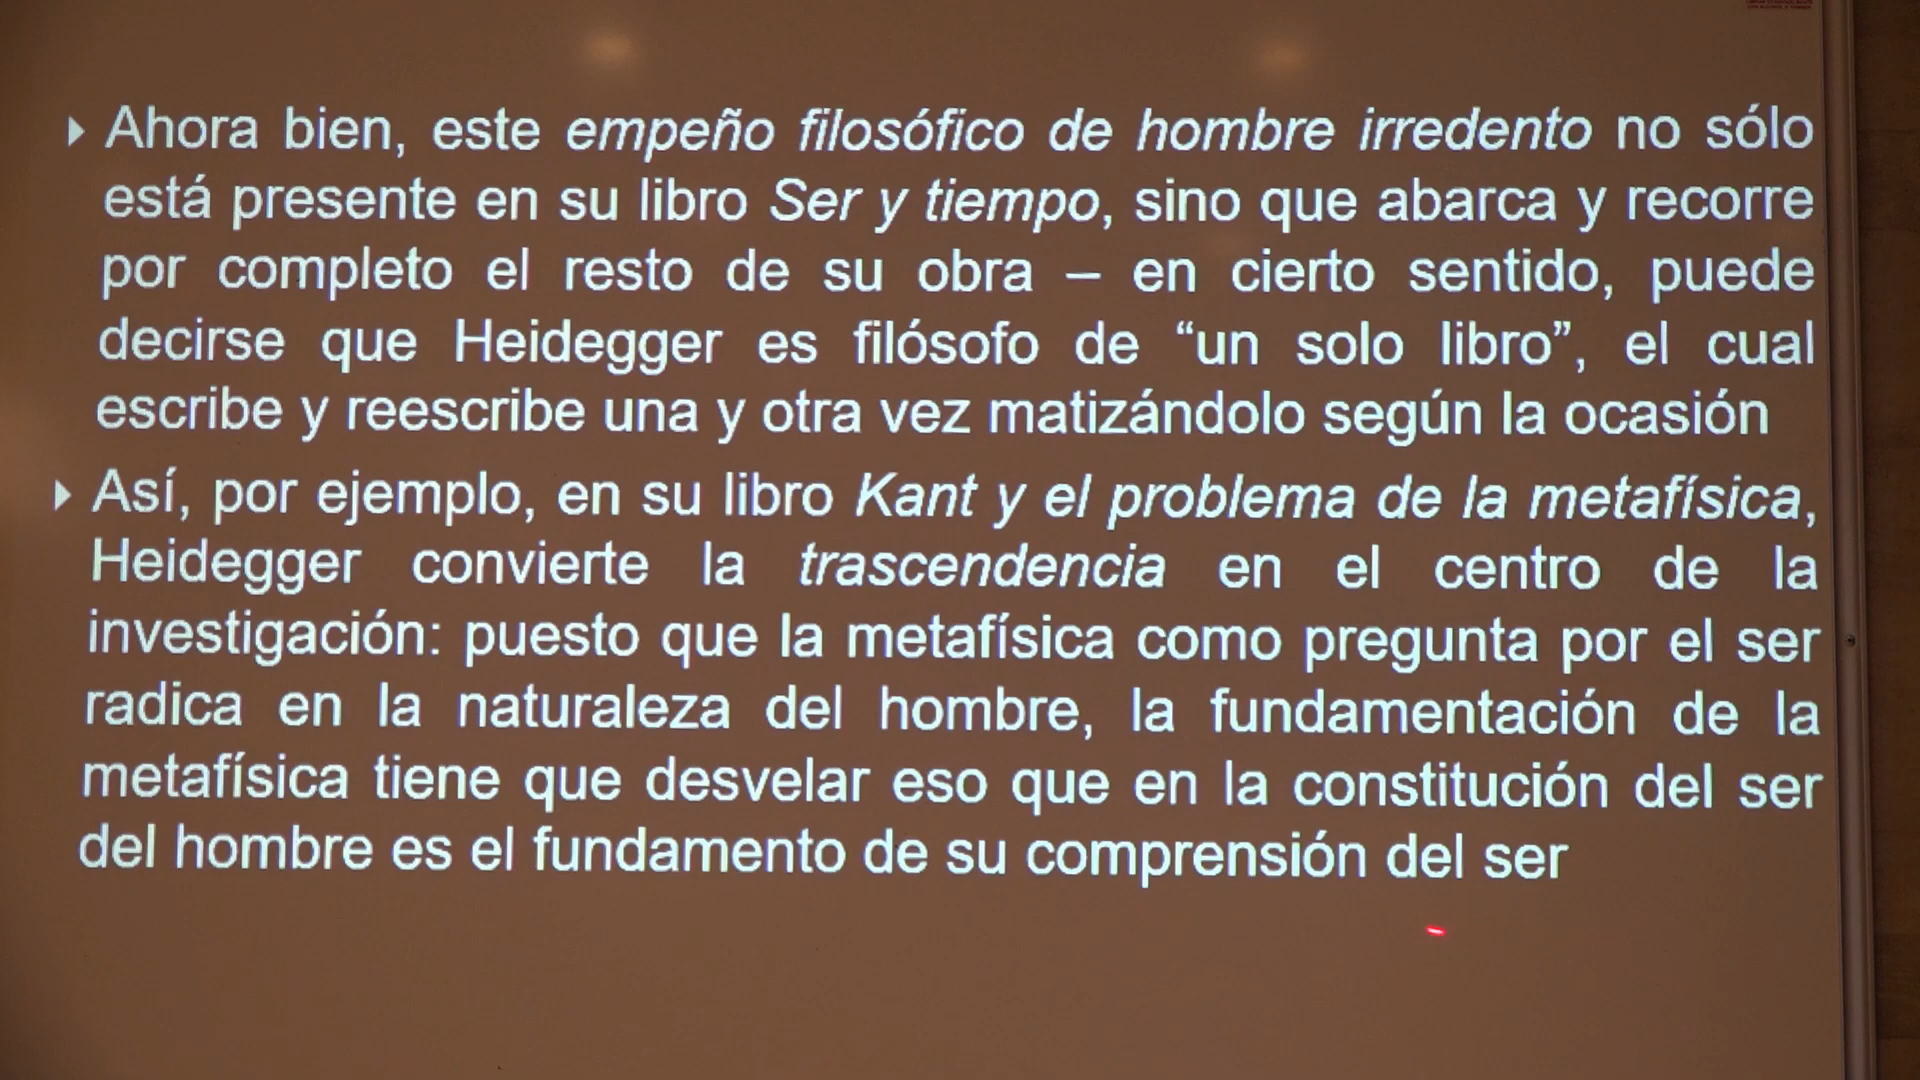 Ahora bien, este empeño filosófico de hombre irredento no sólo
está presente en su libro Ser y tiempo, sino que abarca y recorre
por completo el resto de su obra – en cierto sentido, puede
decirse que Heidegger es filósofo de “un solo libro”, el cual
escribe y reescribe una y otra vez matizándolo según la ocasión
Así, por ejemplo, en su libro Kant y el problema de la metafísica,
Heidegger convierte la trascendencia en el centro de la
investigación: puesto que la metafísica como pregunta por el ser
radica en la naturaleza del hombre, la fundamentación de la
metafísica tiene que desvelar eso que en la constitución del ser
del hombre es el fundamento de su comprensión del ser